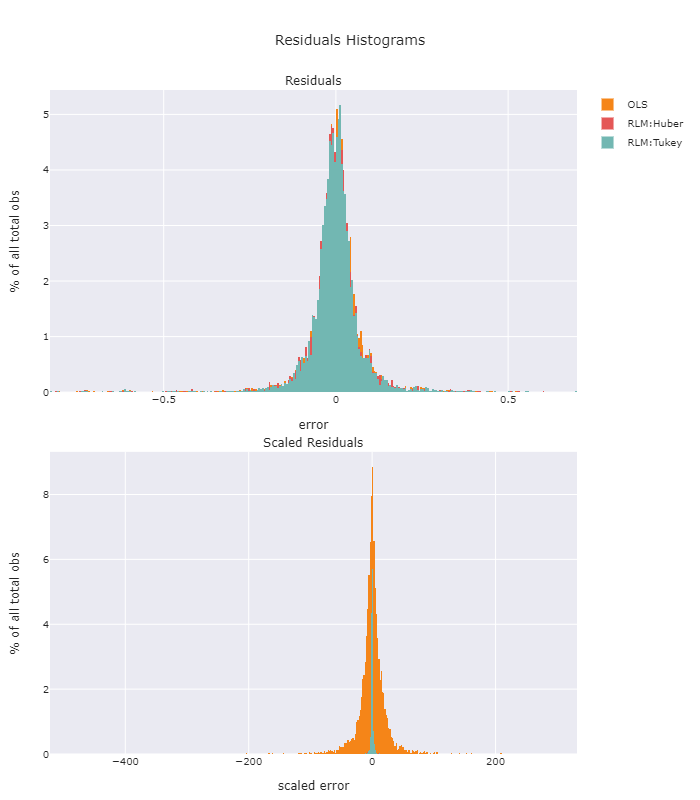 Residuals Histograms
Residuals
OLS
RLM:Huber
RLM:Tukey
% of all total obs
5
4
3
2
1
0
−0.5
0
0.5
error
Scaled Residuals
% of all total obs
8
6
4
2
0
−400
−200
0
200
scaled error